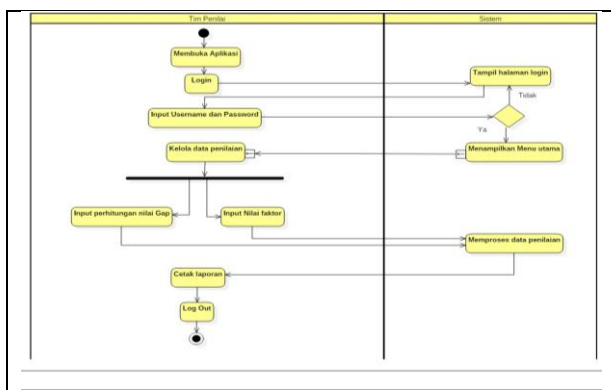 Tim Penilai
Sistem
Membuka Aplikasi
Login
Tampil halaman login
Tidak
Input Username dan Password
Ya
Kelola data penilaian
Menampilkan Menu utama
Input perhitungan nilai Gap
Input Nilai faktor
Memproses data penilaian
Cetak laporan
Log Out